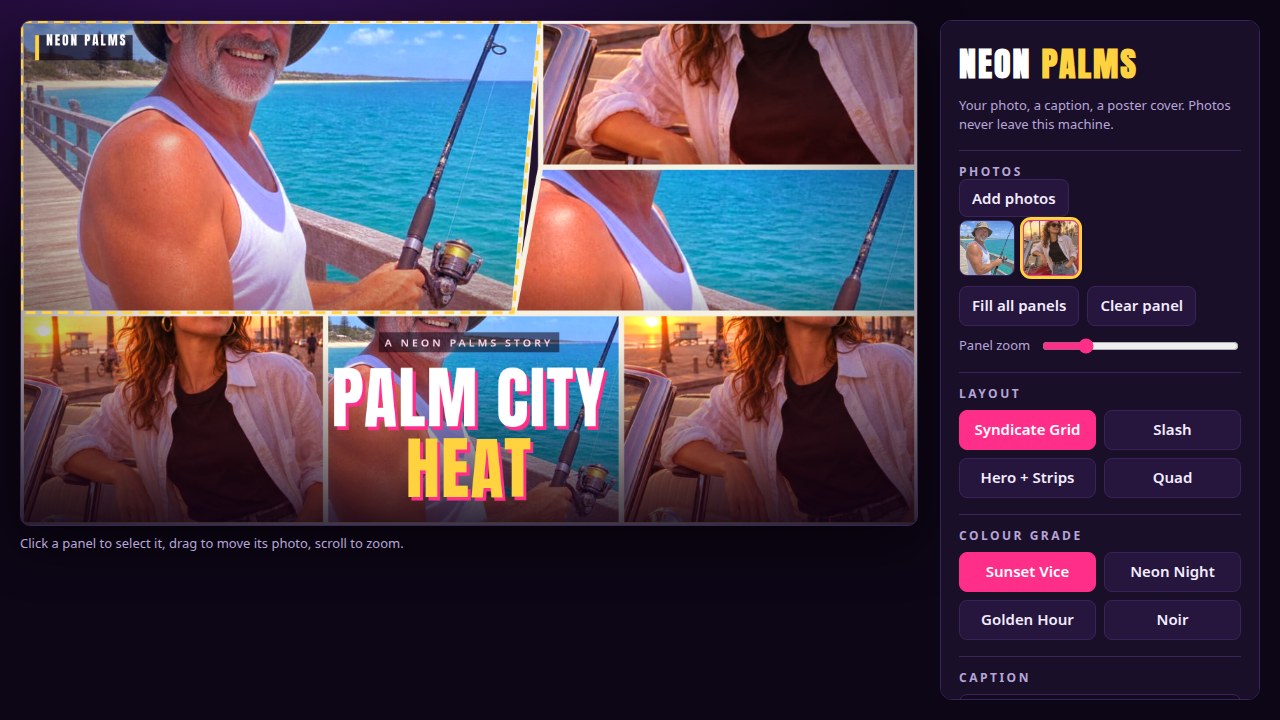 NEON PALMS
A NEON PALMS STORY
PALM CITY
HEAT
Click a panel to select it, drag to move its photo, scroll to zoom.
NEON PALMS
Your photo, a caption, a poster cover. Photos
never leave this machine.
PHOTOS
Add photos
Fill all panels
Clear panel
Panel zoom
LAYOUT
Syndicate Grid
Slash
Hero + Strips
Quad
COLOUR GRADE
Sunset Vice
Neon Night
Golden Hour
Noir
CAPTION